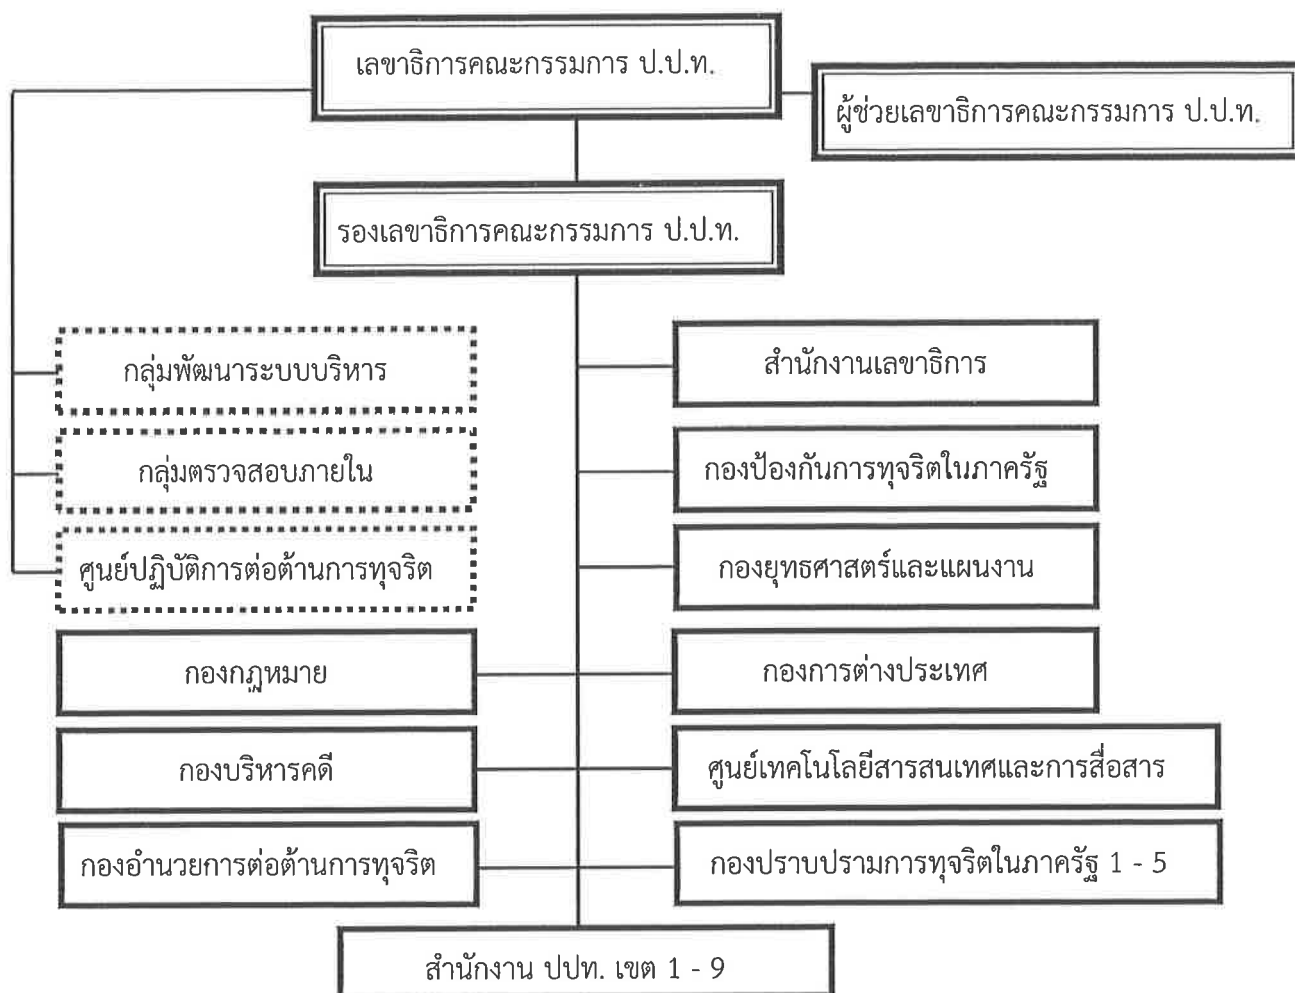 เลขาธิการคณะกรรมการ ป.ป.ท.
ผู้ช่วยเลขาธิการคณะกรรมการ ป.ป.ท.
รองเลขาธิการคณะกรรมการ ป.ป.ท.
กลุ่มพัฒนาระบบบริหาร
สำนักงานเลขาธิการ
กลุ่มตรวจสอบภายใน
กองป้องกันการทุจริตในภาครัฐ
ศูนย์ปฏิบัติการต่อต้านการทุจริต
กองยุทธศาสตร์และแผนงาน
กองกฎหมาย
กองการต่างประเทศ
กองบริหารคดี
ศูนย์เทคโนโลยีสารสนเทศและการสื่อสาร
กองอำนวยการต่อต้านการทุจริต
กองปราบปรามการทุจริตในภาครัฐ 1 - 5
สำนักงาน ปปท. เขต 1 - 9